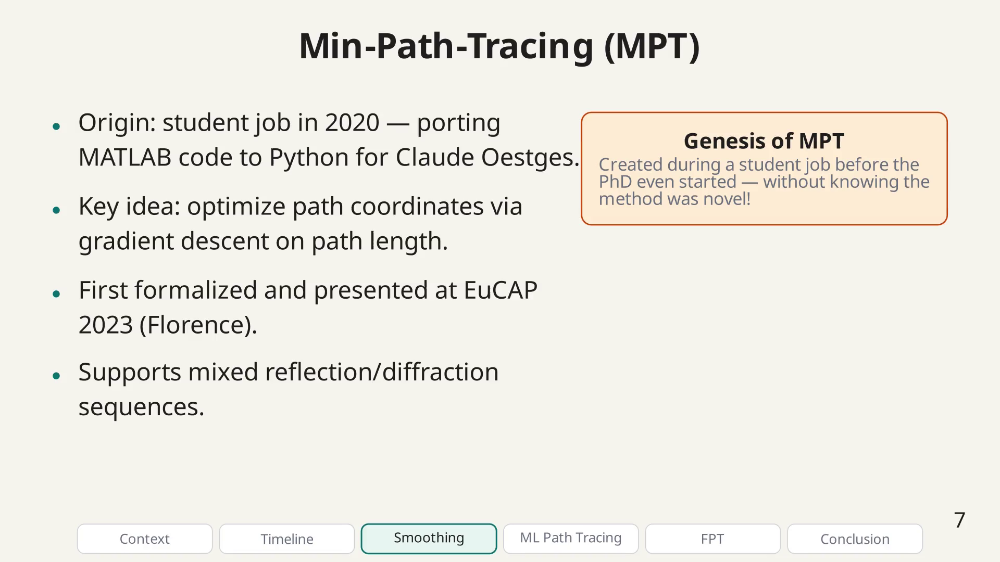 Min-Path-Tracing (MPT)
• Origin: student job in 2020 — porting
MATLAB code to Python for Claude Oestges.
• Key idea: optimize path coordinates via
gradient descent on path length.
• First formalized and presented at EuCAP
2023 (Florence).
• Supports mixed reflection/diffraction
sequences.
Genesis of MPT
Created during a student job before the
PhD even started — without knowing the
method was novel!
7
Context
Timeline
Smoothing
ML Path Tracing
FPT
Conclusion